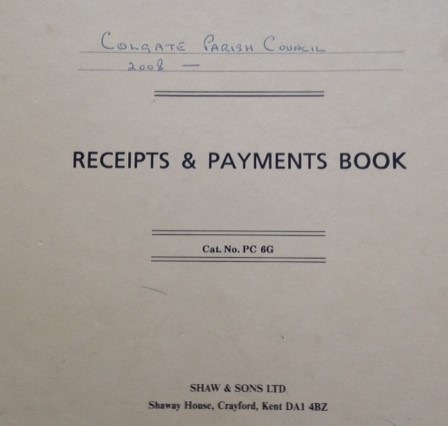 COLGATE PARISH COUNCIL
2008 —
RECEIPTS & PAYMENTS BOOK
Cat. No. PC 6G
SHAW & SONS LTD
Shaway House, Crayford, Kent DA1 4BZ